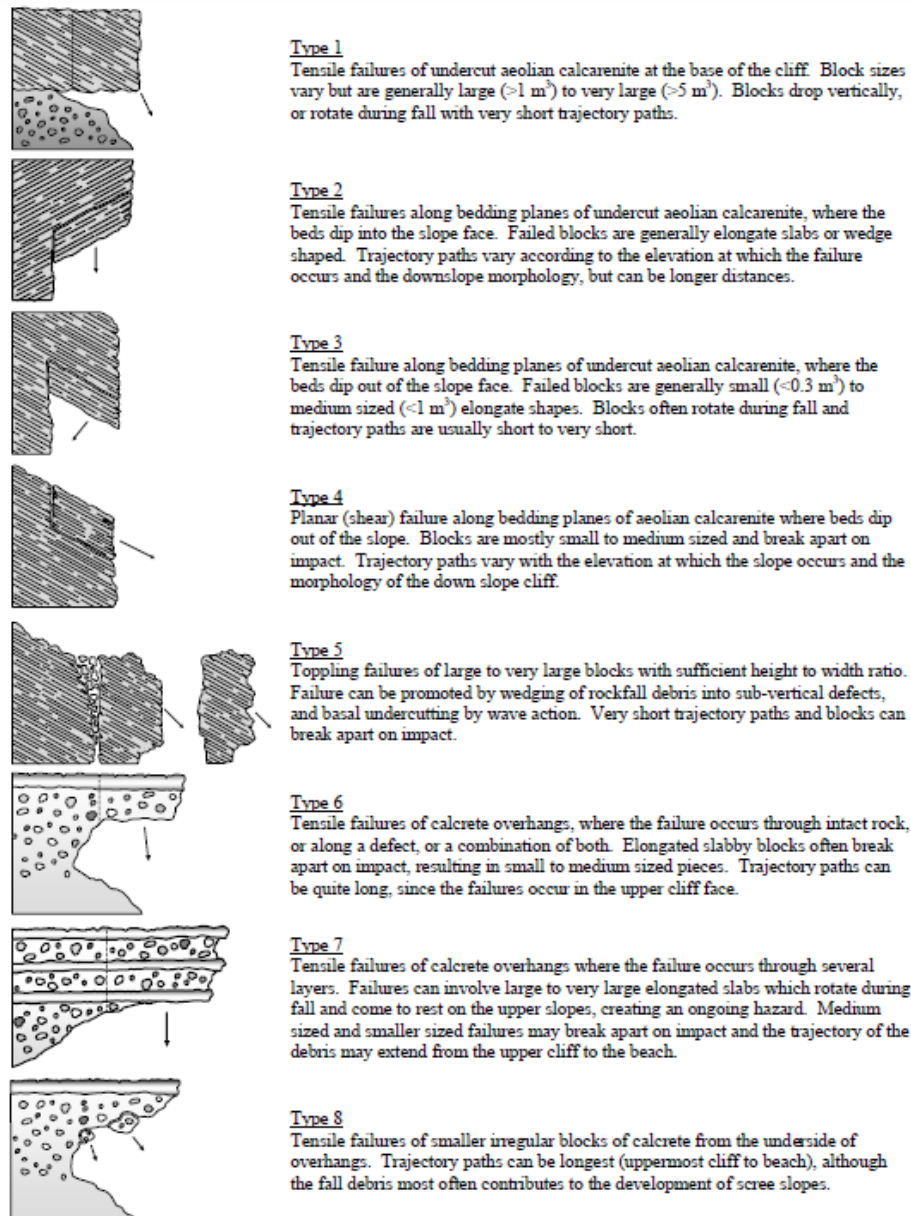 Type 1
Tensile failures of undercut aeolian calcarenite at the base of the cliff. Block sizes
vary but are generally large (>1 m³) to very large (>5 m³). Blocks drop vertically,
or rotate during fall with very short trajectory paths.
Type 2
Tensile failures along bedding planes of undercut aeolian calcarenite, where the
beds dip into the slope face. Failed blocks are generally elongate slabs or wedge
shaped. Trajectory paths vary according to the elevation at which the failure
occurs and the downslope morphology, but can be longer distances.
Type 3
Tensile failure along bedding planes of undercut aeolian calcarenite, where the
beds dip out of the slope face. Failed blocks are generally small (<0.3 m³) to
medium sized (<1 m³) elongate shapes. Blocks often rotate during fall and
trajectory paths are usually short to very short.
Type 4
Planar (shear) failure along bedding planes of aeolian calcarenite where beds dip
out of the slope. Blocks are mostly small to medium sized and break apart on
impact. Trajectory paths vary with the elevation at which the slope occurs and the
morphology of the down slope cliff.
Type 5
Toppling failures of large to very large blocks with sufficient height to width ratio.
Failure can be promoted by wedging of rockfall debris into sub-vertical defects,
and basal undercutting by wave action. Very short trajectory paths and blocks can
break apart on impact.
Type 6
Tensile failures of calcrete overhangs, where the failure occurs through intact rock,
or along a defect, or a combination of both. Elongated slabby blocks often break
apart on impact, resulting in small to medium sized pieces. Trajectory paths can
be quite long, since the failures occur in the upper cliff face.
Type 7
Tensile failures of calcrete overhangs where the failure occurs through several
layers. Failures can involve large to very large elongated slabs which rotate during
fall and come to rest on the upper slopes, creating an ongoing hazard. Medium
sized and smaller sized failures may break apart on impact and the trajectory of the
debris may extend from the upper cliff to the beach.
Type 8
Tensile failures of smaller irregular blocks of calcrete from the underside of
overhangs. Trajectory paths can be longest (uppermost cliff to beach), although
the fall debris most often contributes to the development of scree slopes.